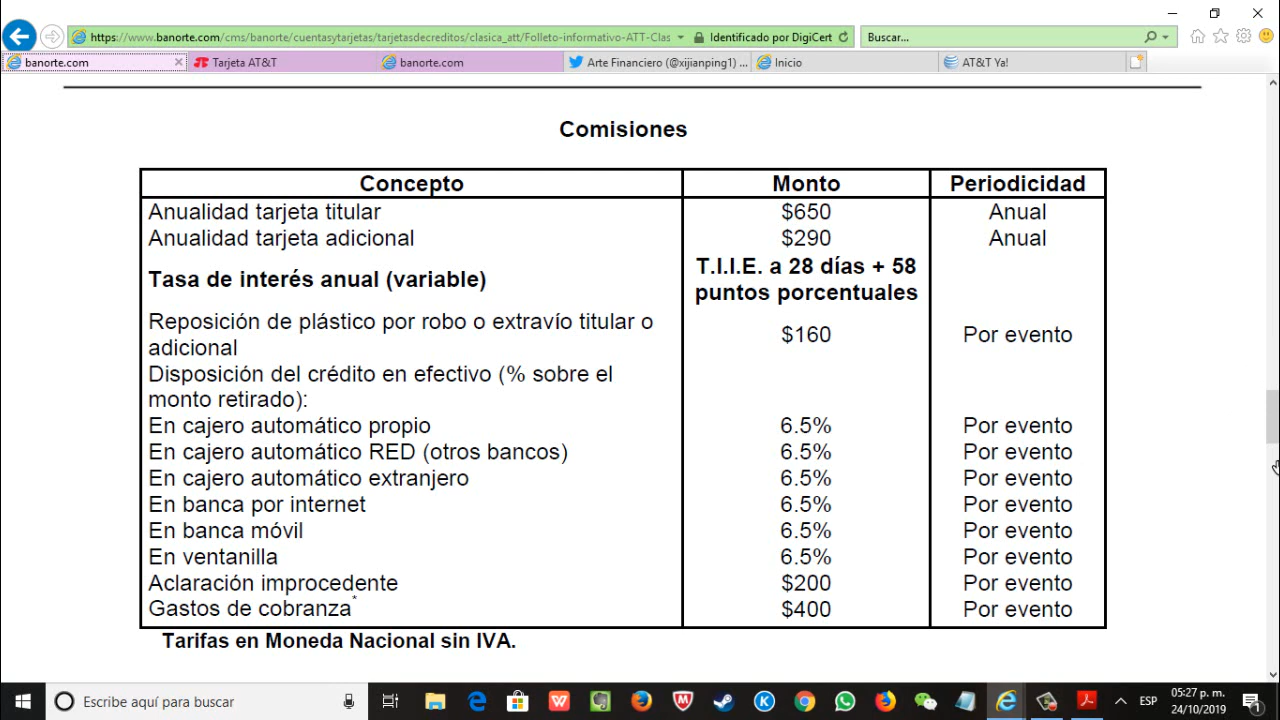 https://www.banorte.com/cms/banorte/cuentasytarjetas/tarjetasdecreditos/clasica_att/Folleto-informativo-ATT-Clas
Identificado por DigiCert
Buscar...
banorte.com
Tarjeta AT&T
banorte.com
Arte Financiero (@xijianping1) ...
Inicio
AT&T Ya!
Comisiones
Concepto Monto Periodicidad
Anualidad tarjeta titular $650 Anual
Anualidad tarjeta adicional $290 Anual
Tasa de interés anual (variable) T.I.I.E. a 28 días + 58
puntos porcentuales
Reposición de plástico por robo o extravío titular o
adicional $160 Por evento
Disposición del crédito en efectivo (% sobre el
monto retirado):
En cajero automático propio 6.5% Por evento
En cajero automático RED (otros bancos) 6.5% Por evento
En cajero automático extranjero 6.5% Por evento
En banca por internet 6.5% Por evento
En banca móvil 6.5% Por evento
En ventanilla 6.5% Por evento
Aclaración improcedente $200 Por evento
Gastos de cobranza* $400 Por evento
Tarifas en Moneda Nacional sin IVA.
Escribe aquí para buscar
ESP
05:27 p. m.
24/10/2019
1